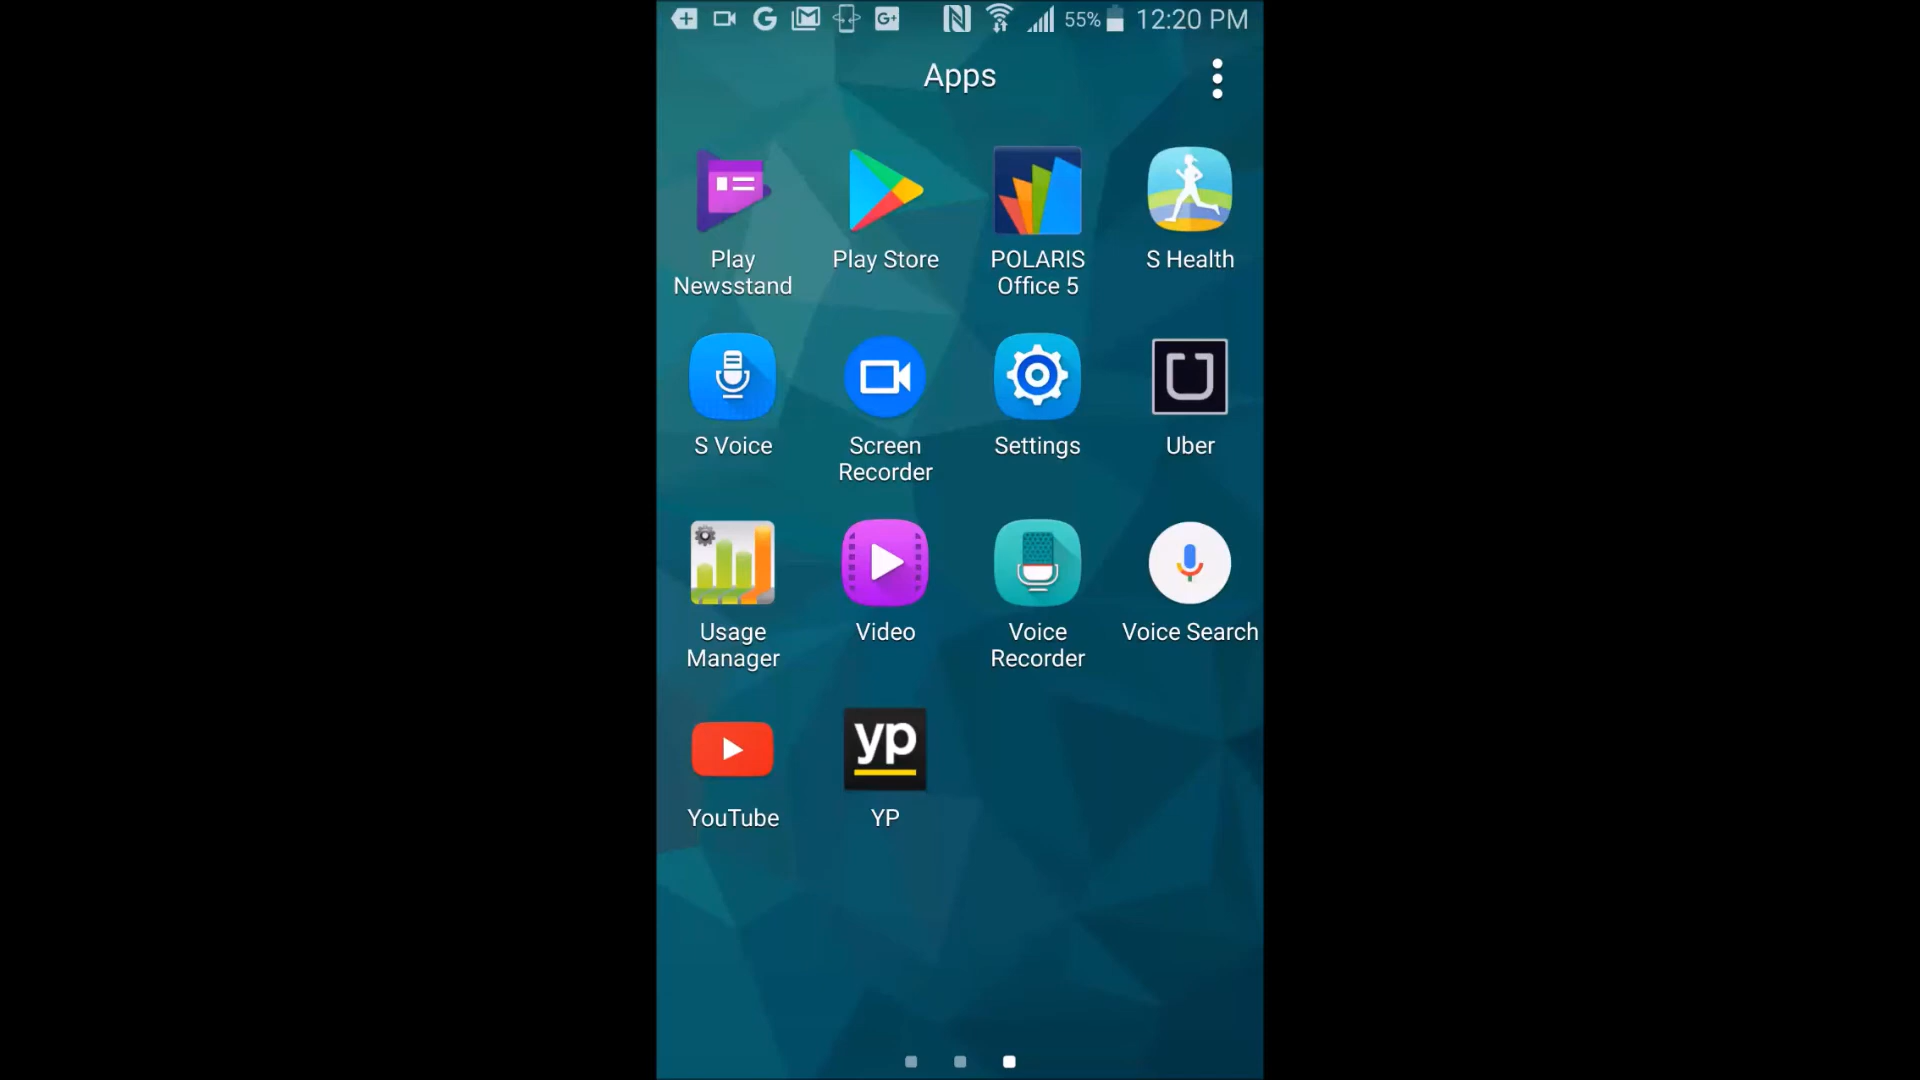 55% 12:20 PM
Apps
Play Newsstand
Play Store
POLARIS Office 5
S Health
S Voice
Screen Recorder
Settings
Uber
Usage Manager
Video
Voice Recorder
Voice Search
yp
YouTube
YP